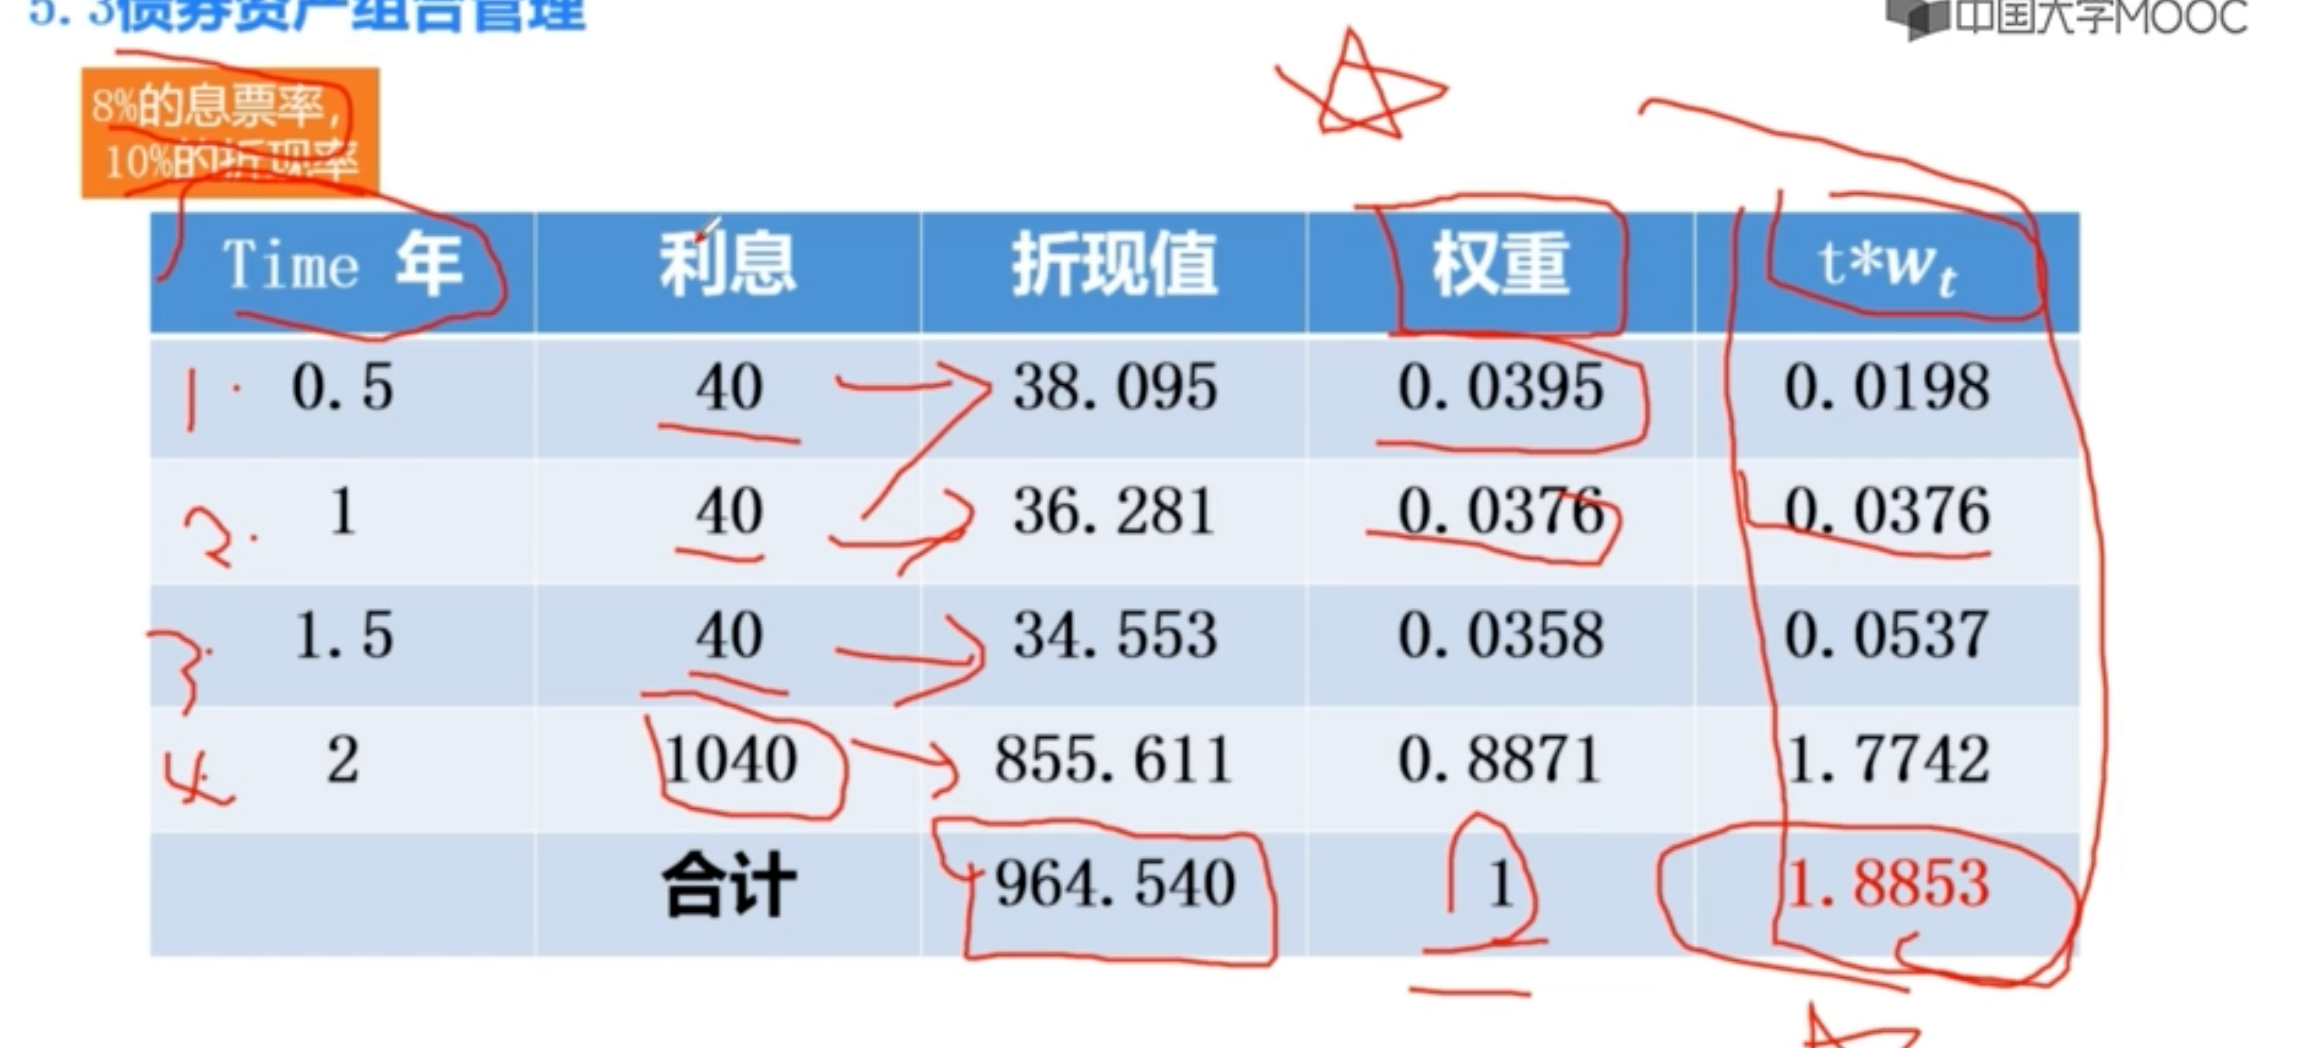 5.3债券资产组合管理
中国大学MOOC
8%的息票率,
10%的折现率
Time 年 利息 折现值 权重 t*wₜ
1. 0.5 40 38.095 0.0395 0.0198
2. 1 40 36.281 0.0376 0.0376
3. 1.5 40 34.553 0.0358 0.0537
4. 2 1040 855.611 0.8871 1.7742
合计 964.540 1 1.8853